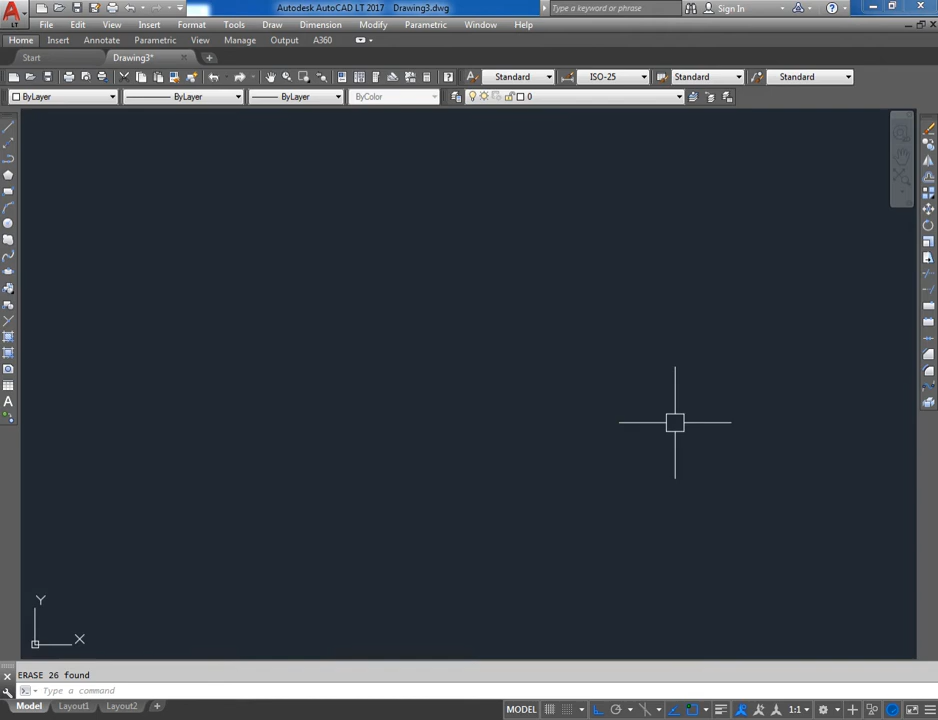 Autodesk AutoCAD LT 2017 Drawing3.dwg
Type a keyword or phrase
Sign In
LT
File Edit View Insert Format Tools Draw Dimension Modify Parametric Window Help
Home Insert Annotate Parametric View Manage Output A360
Start Drawing3*
Standard ISO-25 Standard Standard
ByLayer ByLayer ByLayer ByColor 0
A
Y
X
ERASE 26 found
Type a command
Model Layout1 Layout2
MODEL 1:1